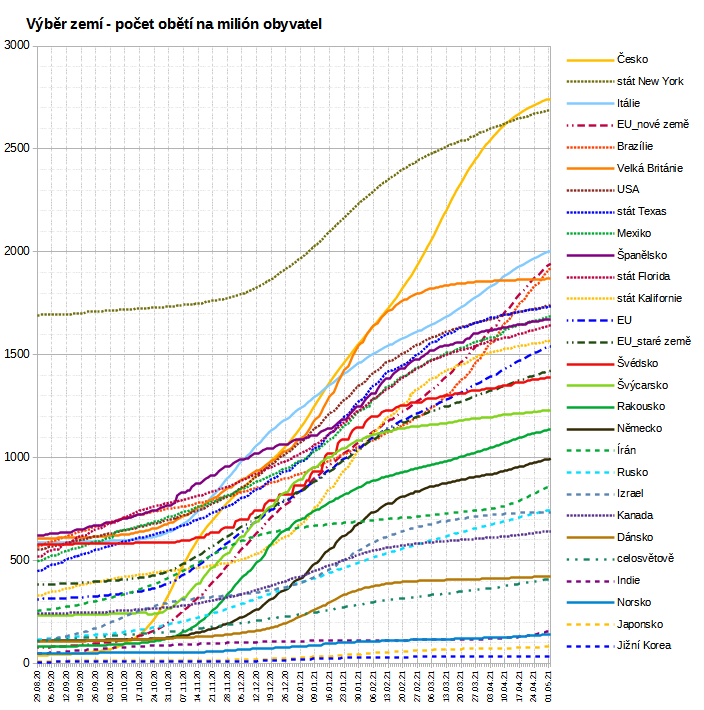 Výběr zemí - počet obětí na milión obyvatel
3000
2500
2000
1500
1000
500
0
29.08.20
05.09.20
12.09.20
19.09.20
26.09.20
03.10.20
10.10.20
17.10.20
24.10.20
31.10.20
07.11.20
14.11.20
21.11.20
28.11.20
05.12.20
12.12.20
19.12.20
26.12.20
02.01.21
09.01.21
16.01.21
23.01.21
30.01.21
06.02.21
13.02.21
20.02.21
27.02.21
06.03.21
13.03.21
20.03.21
27.03.21
03.04.21
10.04.21
17.04.21
24.04.21
01.05.21
Česko
stát New York
Itálie
EU_nové země
Brazílie
Velká Británie
USA
stát Texas
Mexiko
Španělsko
stát Florida
stát Kalifornie
EU
EU_staré země
Švédsko
Švýcarsko
Rakousko
Německo
Írán
Rusko
Izrael
Kanada
Dánsko
celosvětově
Indie
Norsko
Japonsko
Jižní Korea